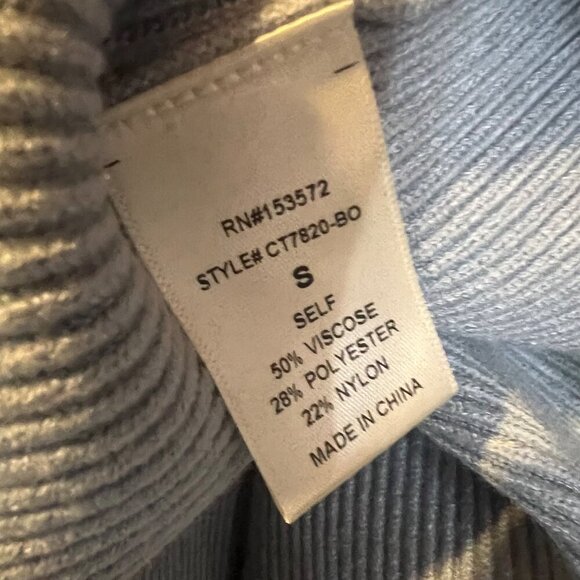 RN#153572
STYLE# CT7820-BO
S
SELF
50% VISCOSE
28% POLYESTER
22% NYLON
MADE IN CHINA